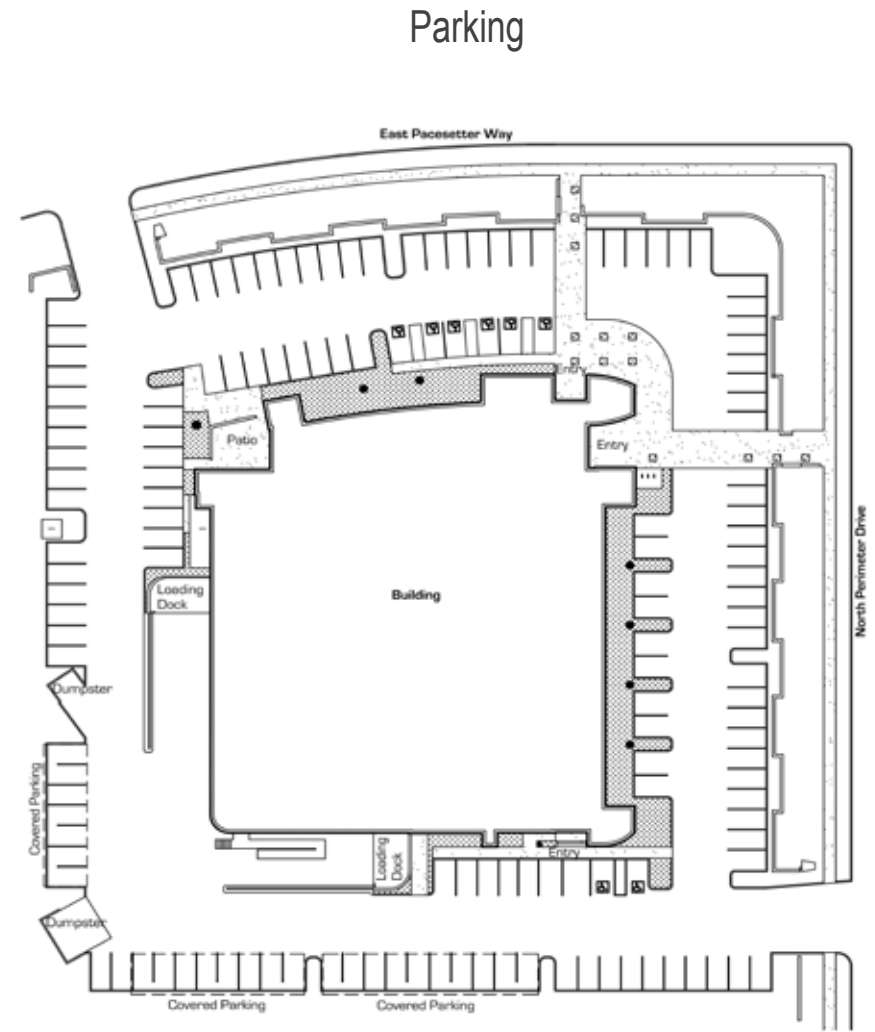 Parking
East Pacesetter Way
Patio
Entry
North Perimeter Drive
Building
Loading
Dock
Dumpster
Covered Parking
Loading
Dock
Entry
Dumpster
Covered Parking
Covered Parking